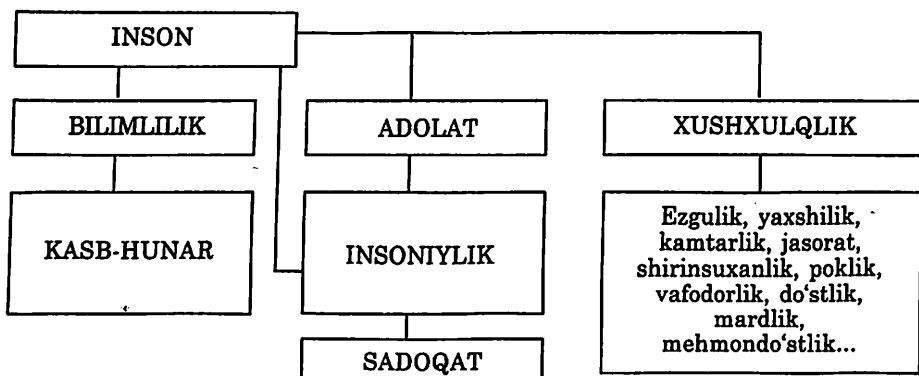 INSON
BILIMLILIK
ADOLAT
XUSHXULQLIK
KASB-HUNAR
INSONIYLIK
Ezgulik, yaxshilik,
kamtarlik, jasorat,
shirinsuxanlik, poklik,
vafodorlik, do‘stlik,
mardlik,
mehmondo‘stlik...
SADOQAT